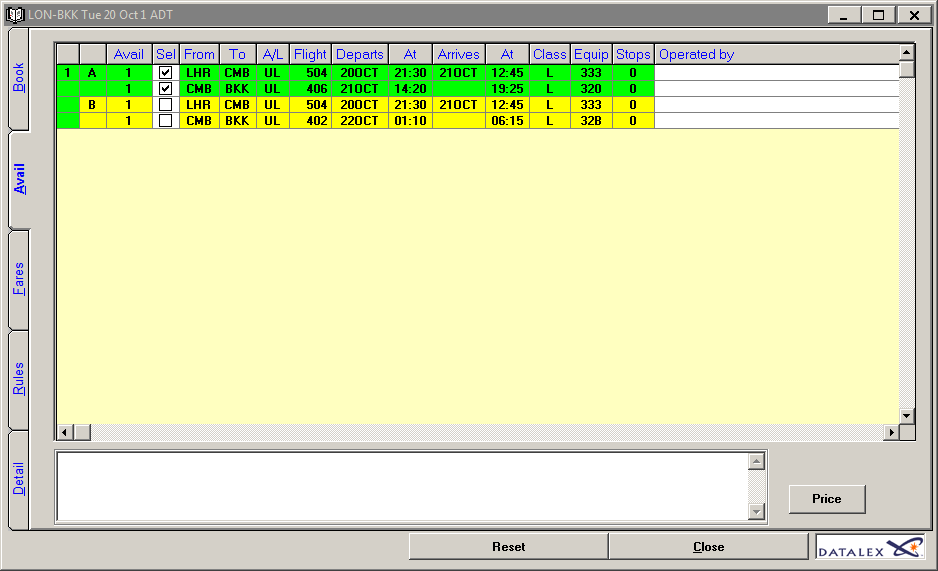 LON-BKK Tue 20 Oct 1 ADT
Book
Avail
Fares
Rules
Detail
Avail Sel From To A/L Flight Departs At Arrives At Class Equip Stops Operated by
1 A 1 LHR CMB UL 504 20OCT 21:30 21OCT 12:45 L 333 0
1 CMB BKK UL 406 21OCT 14:20 19:25 L 320 0
B 1 LHR CMB UL 504 20OCT 21:30 21OCT 12:45 L 333 0
1 CMB BKK UL 402 22OCT 01:10 06:15 L 32B 0
Price
Reset
Close
DATALEX